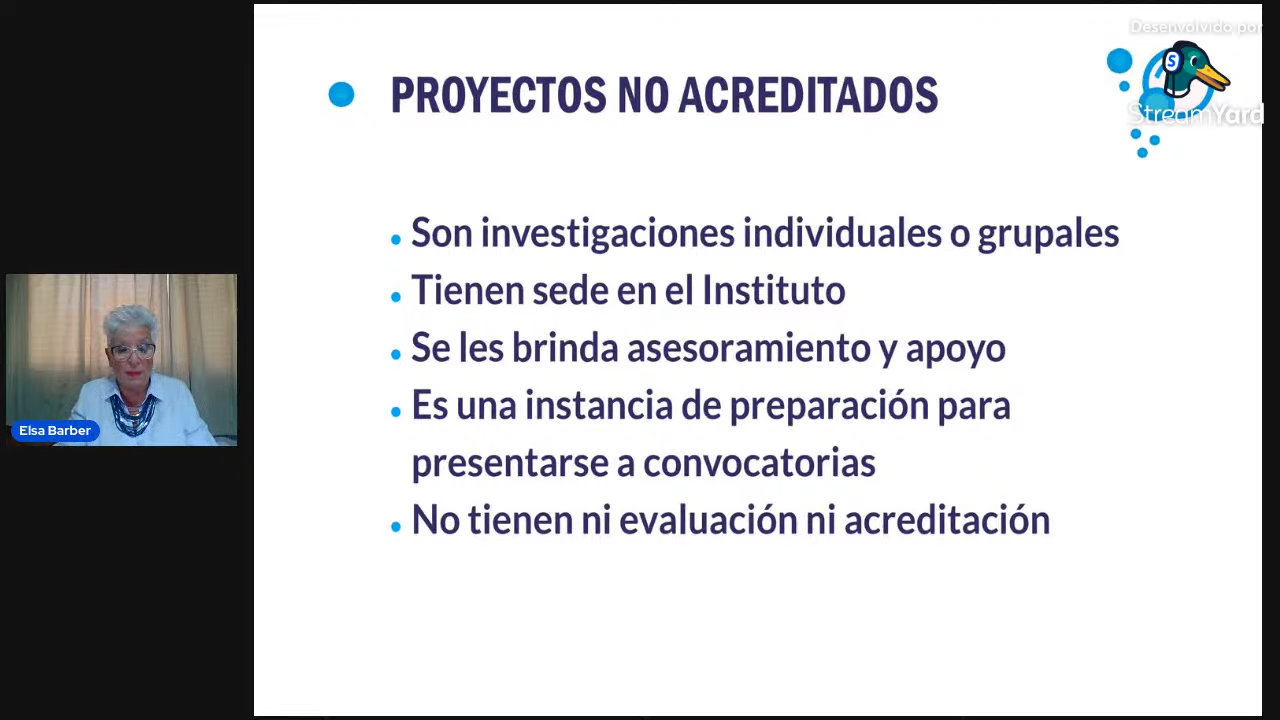 Desenvolvido por
StreamYard
PROYECTOS NO ACREDITADOS
Son investigaciones individuales o grupales
Tienen sede en el Instituto
Se les brinda asesoramiento y apoyo
Es una instancia de preparación para
presentarse a convocatorias
No tienen ni evaluación ni acreditación
Elsa Barber